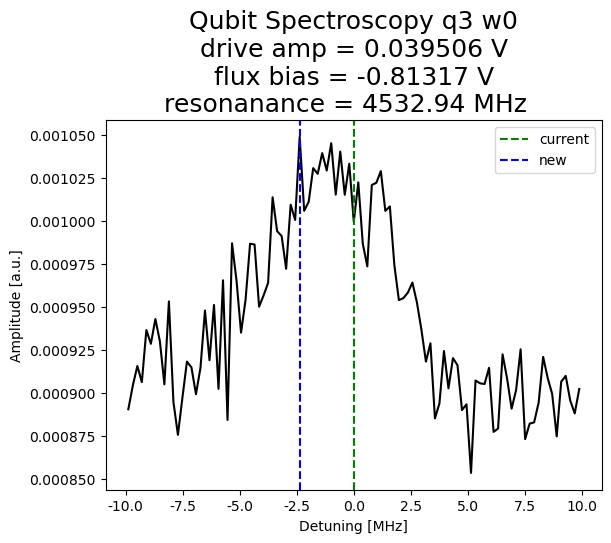 Qubit Spectroscopy q3 w0
drive amp = 0.039506 V
flux bias = -0.81317 V
resonanance = 4532.94 MHz
current
new
0.001050
0.001025
0.001000
0.000975
0.000950
0.000925
0.000900
0.000875
0.000850
Amplitude [a.u.]
-10.0 -7.5 -5.0 -2.5 0.0 2.5 5.0 7.5 10.0
Detuning [MHz]